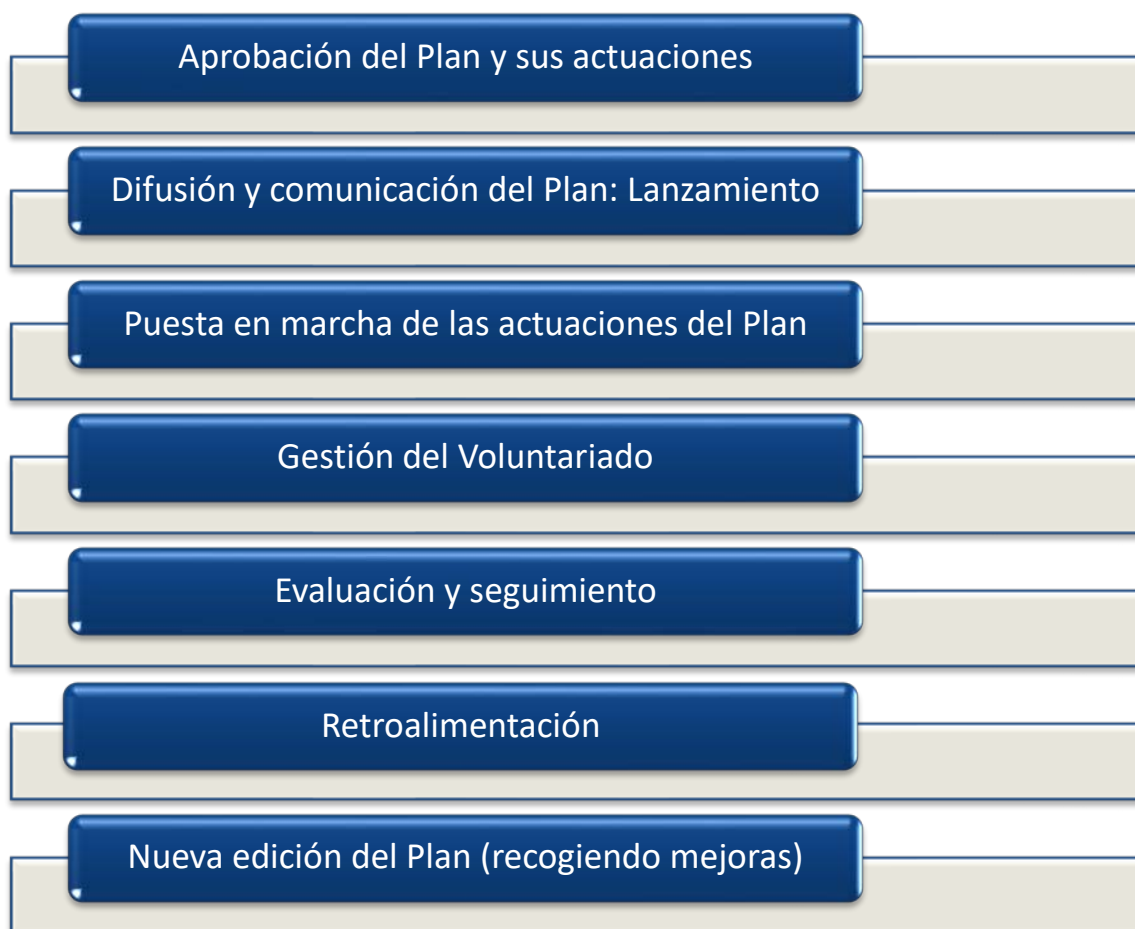 Aprobación del Plan y sus actuaciones
Difusión y comunicación del Plan: Lanzamiento
Puesta en marcha de las actuaciones del Plan
Gestión del Voluntariado
Evaluación y seguimiento
Retroalimentación
Nueva edición del Plan (recogiendo mejoras)